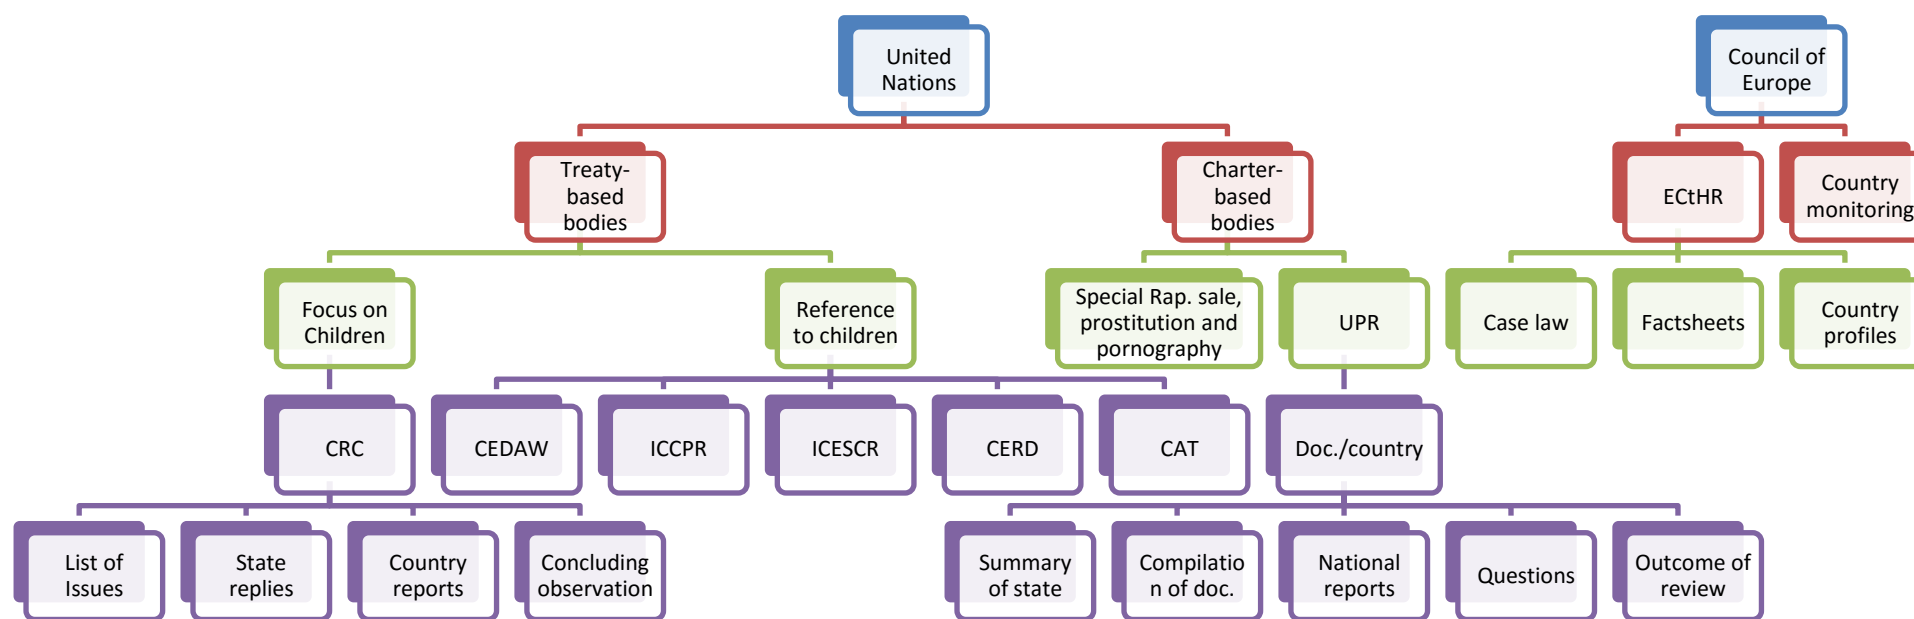 United
Nations
Council of
Europe
Treaty-
based
bodies
Charter-
based
bodies
ECtHR
Country
monitoring
Focus on
Children
Reference
to children
Special Rap. sale,
prostitution and
pornography
UPR
Case law
Factsheets
Country
profiles
CRC
CEDAW
ICCPR
ICESCR
CERD
CAT
Doc./country
List of
Issues
State
replies
Country
reports
Concluding
observation
Summary
of state
Compilatio
n of doc.
National
reports
Questions
Outcome of
review